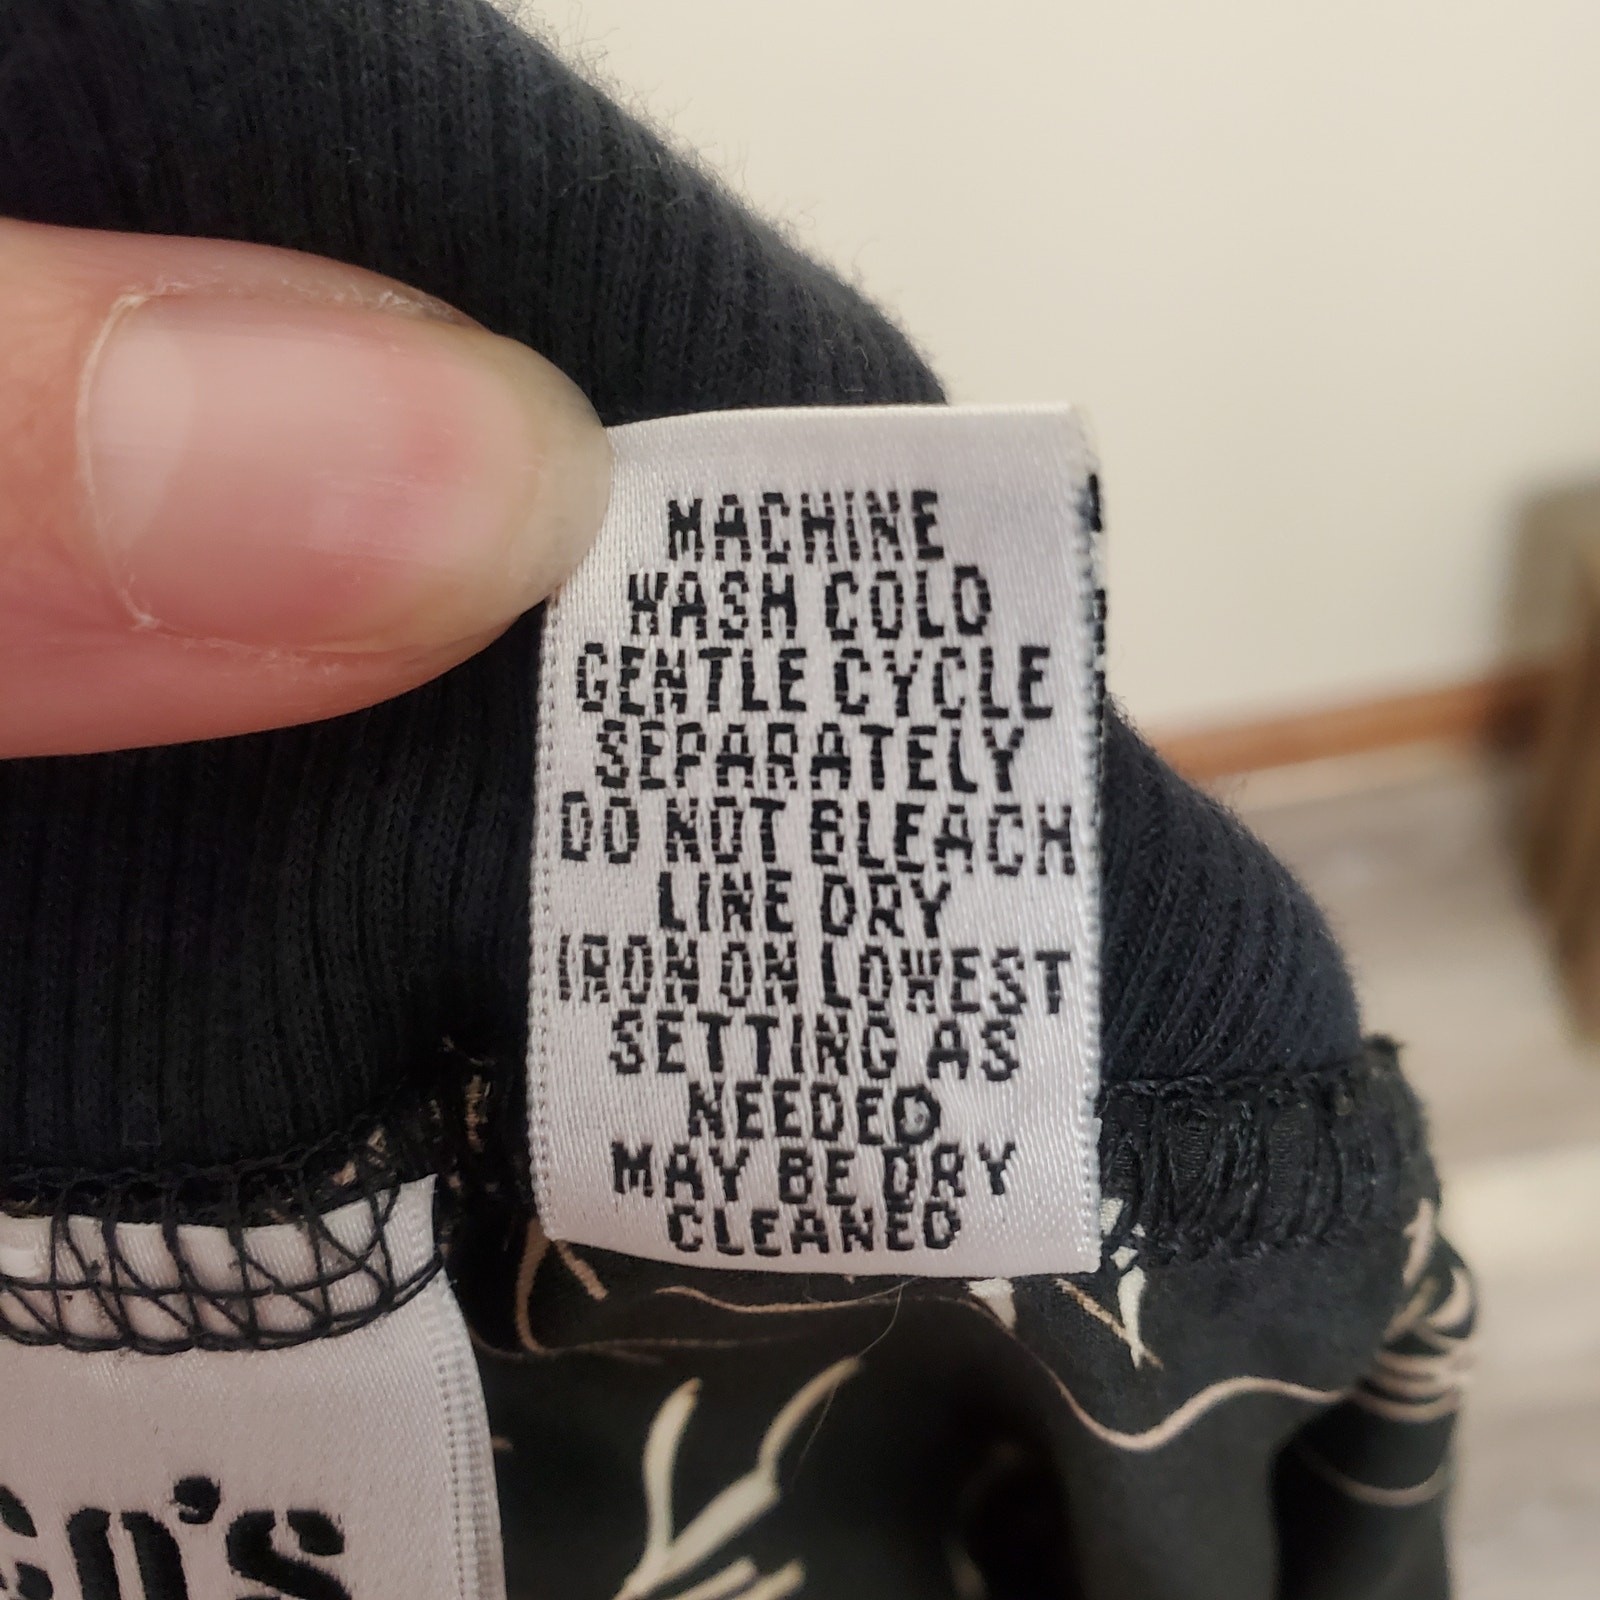 MACHINE
WASH COLD
GENTLE CYCLE
SEPARATELY
DO NOT BLEACH
LINE DRY
IRON ON LOWEST
SETTING AS
NEEDED
MAY BE DRY
CLEANED